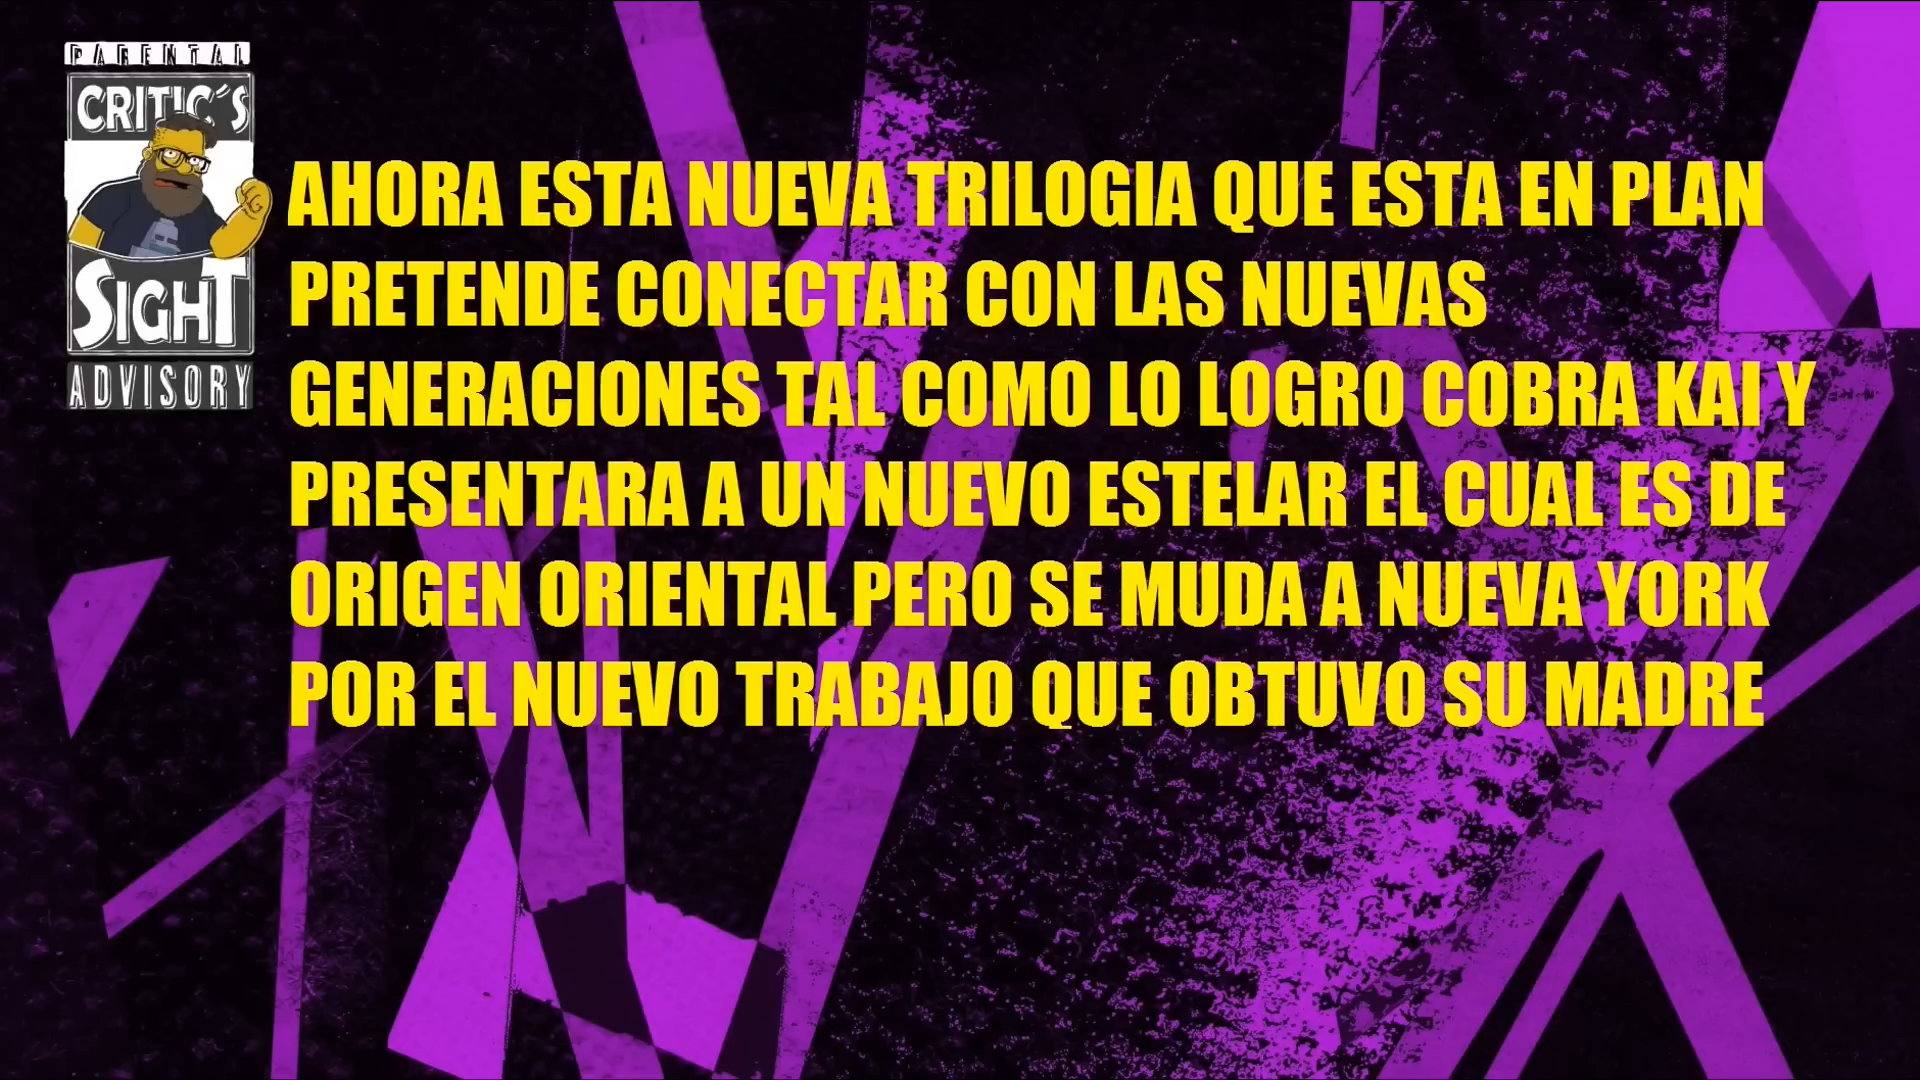 PARENTAL
CRITIC´S
SIGHT
ADVISORY
AHORA ESTA NUEVA TRILOGIA QUE ESTA EN PLAN
PRETENDE CONECTAR CON LAS NUEVAS
GENERACIONES TAL COMO LO LOGRO COBRA KAI Y
PRESENTARA A UN NUEVO ESTELAR EL CUAL ES DE
ORIGEN ORIENTAL PERO SE MUDA A NUEVA YORK
POR EL NUEVO TRABAJO QUE OBTUVO SU MADRE